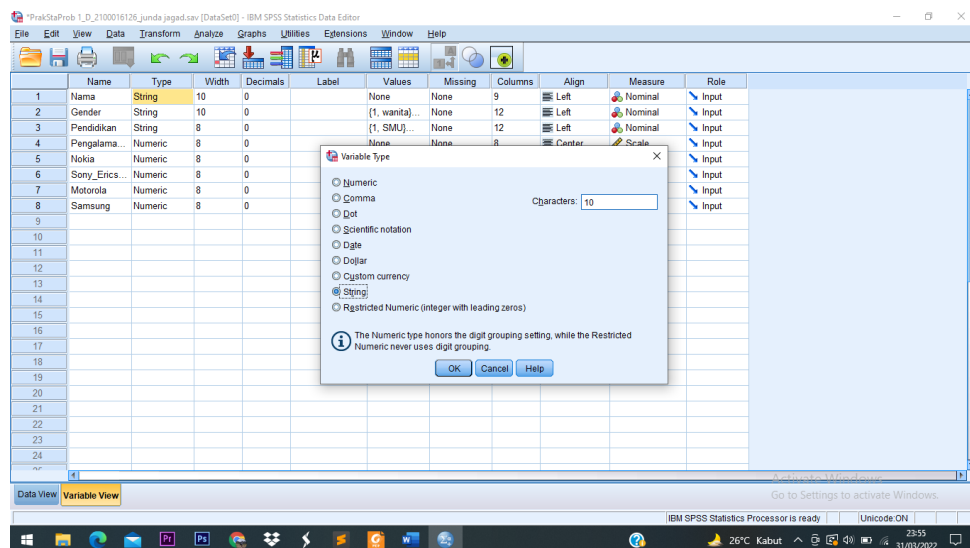 *PrakStaProb 1_D_2100016126_junda jagad.sav [DataSet0] - IBM SPSS Statistics Data Editor
File Edit View Data Transform Analyze Graphs Utilities Extensions Window Help
Name Type Width Decimals Label Values Missing Columns Align Measure Role
1 Nama String 10 0 None None 9 Left Nominal Input
2 Gender String 10 0 {1, wanita}... None 12 Left Nominal Input
3 Pendidikan String 8 0 {1, SMU}... None 12 Left Nominal Input
4 Pengalama... Numeric 8 0 None None 8 Center Scale Input
5 Nokia Numeric 8 0 Input
6 Sony_Erics... Numeric 8 0 Input
7 Motorola Numeric 8 0 Input
8 Samsung Numeric 8 0 Input
9
10
11
12
13
14
15
16
17
18
19
20
21
22
23
24
25
Variable Type
Numeric
Comma
Dot
Scientific notation
Date
Dollar
Custom currency
String
Restricted Numeric (integer with leading zeros)
Characters: 10
The Numeric type honors the digit grouping setting, while the Restricted
Numeric never uses digit grouping.
OK Cancel Help
Activate Windows
Go to Settings to activate Windows.
Data View Variable View
IBM SPSS Statistics Processor is ready Unicode:ON
Pr Ps 26°C Kabut 23:55
31/03/2022